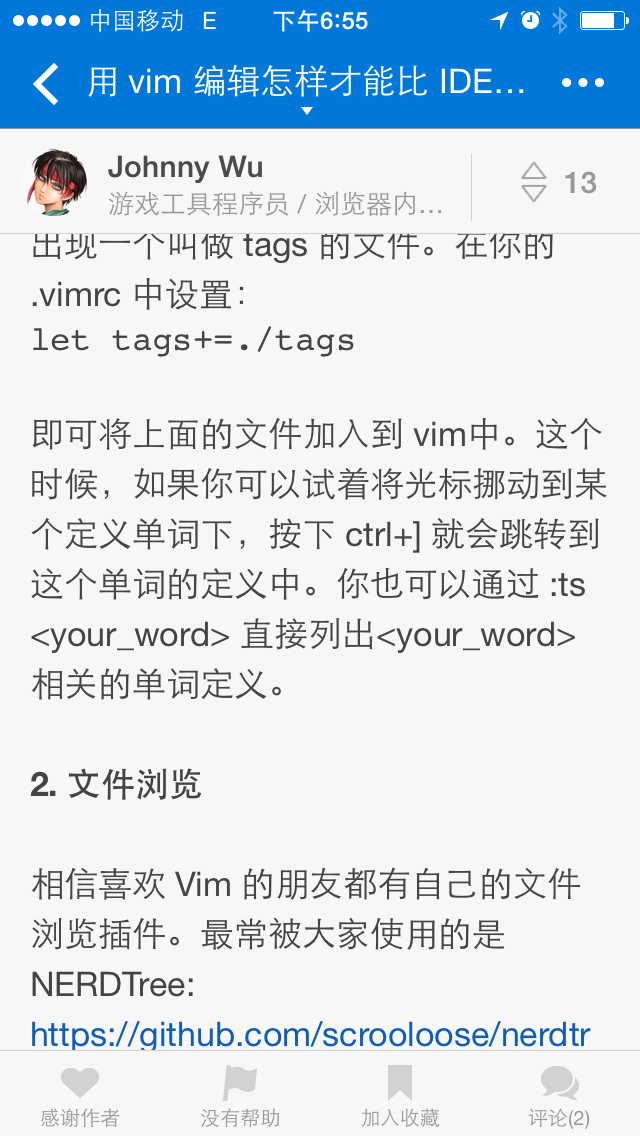 中国移动 E 下午6:55
用 vim 编辑怎样才能比 IDE...
Johnny Wu
游戏工具程序员 / 浏览器内...
13
出现一个叫做 tags 的文件。在你的
.vimrc 中设置：
let tags+=./tags
即可将上面的文件加入到 vim中。这个
时候，如果你可以试着将光标挪动到某
个定义单词下，按下 ctrl+] 就会跳转到
这个单词的定义中。你也可以通过 :ts
<your_word> 直接列出<your_word>
相关的单词定义。
2. 文件浏览
相信喜欢 Vim 的朋友都有自己的文件
浏览插件。最常被大家使用的是
NERDTree:
https://github.com/scrooloose/nerdtr
感谢作者 没有帮助 加入收藏 评论(2)